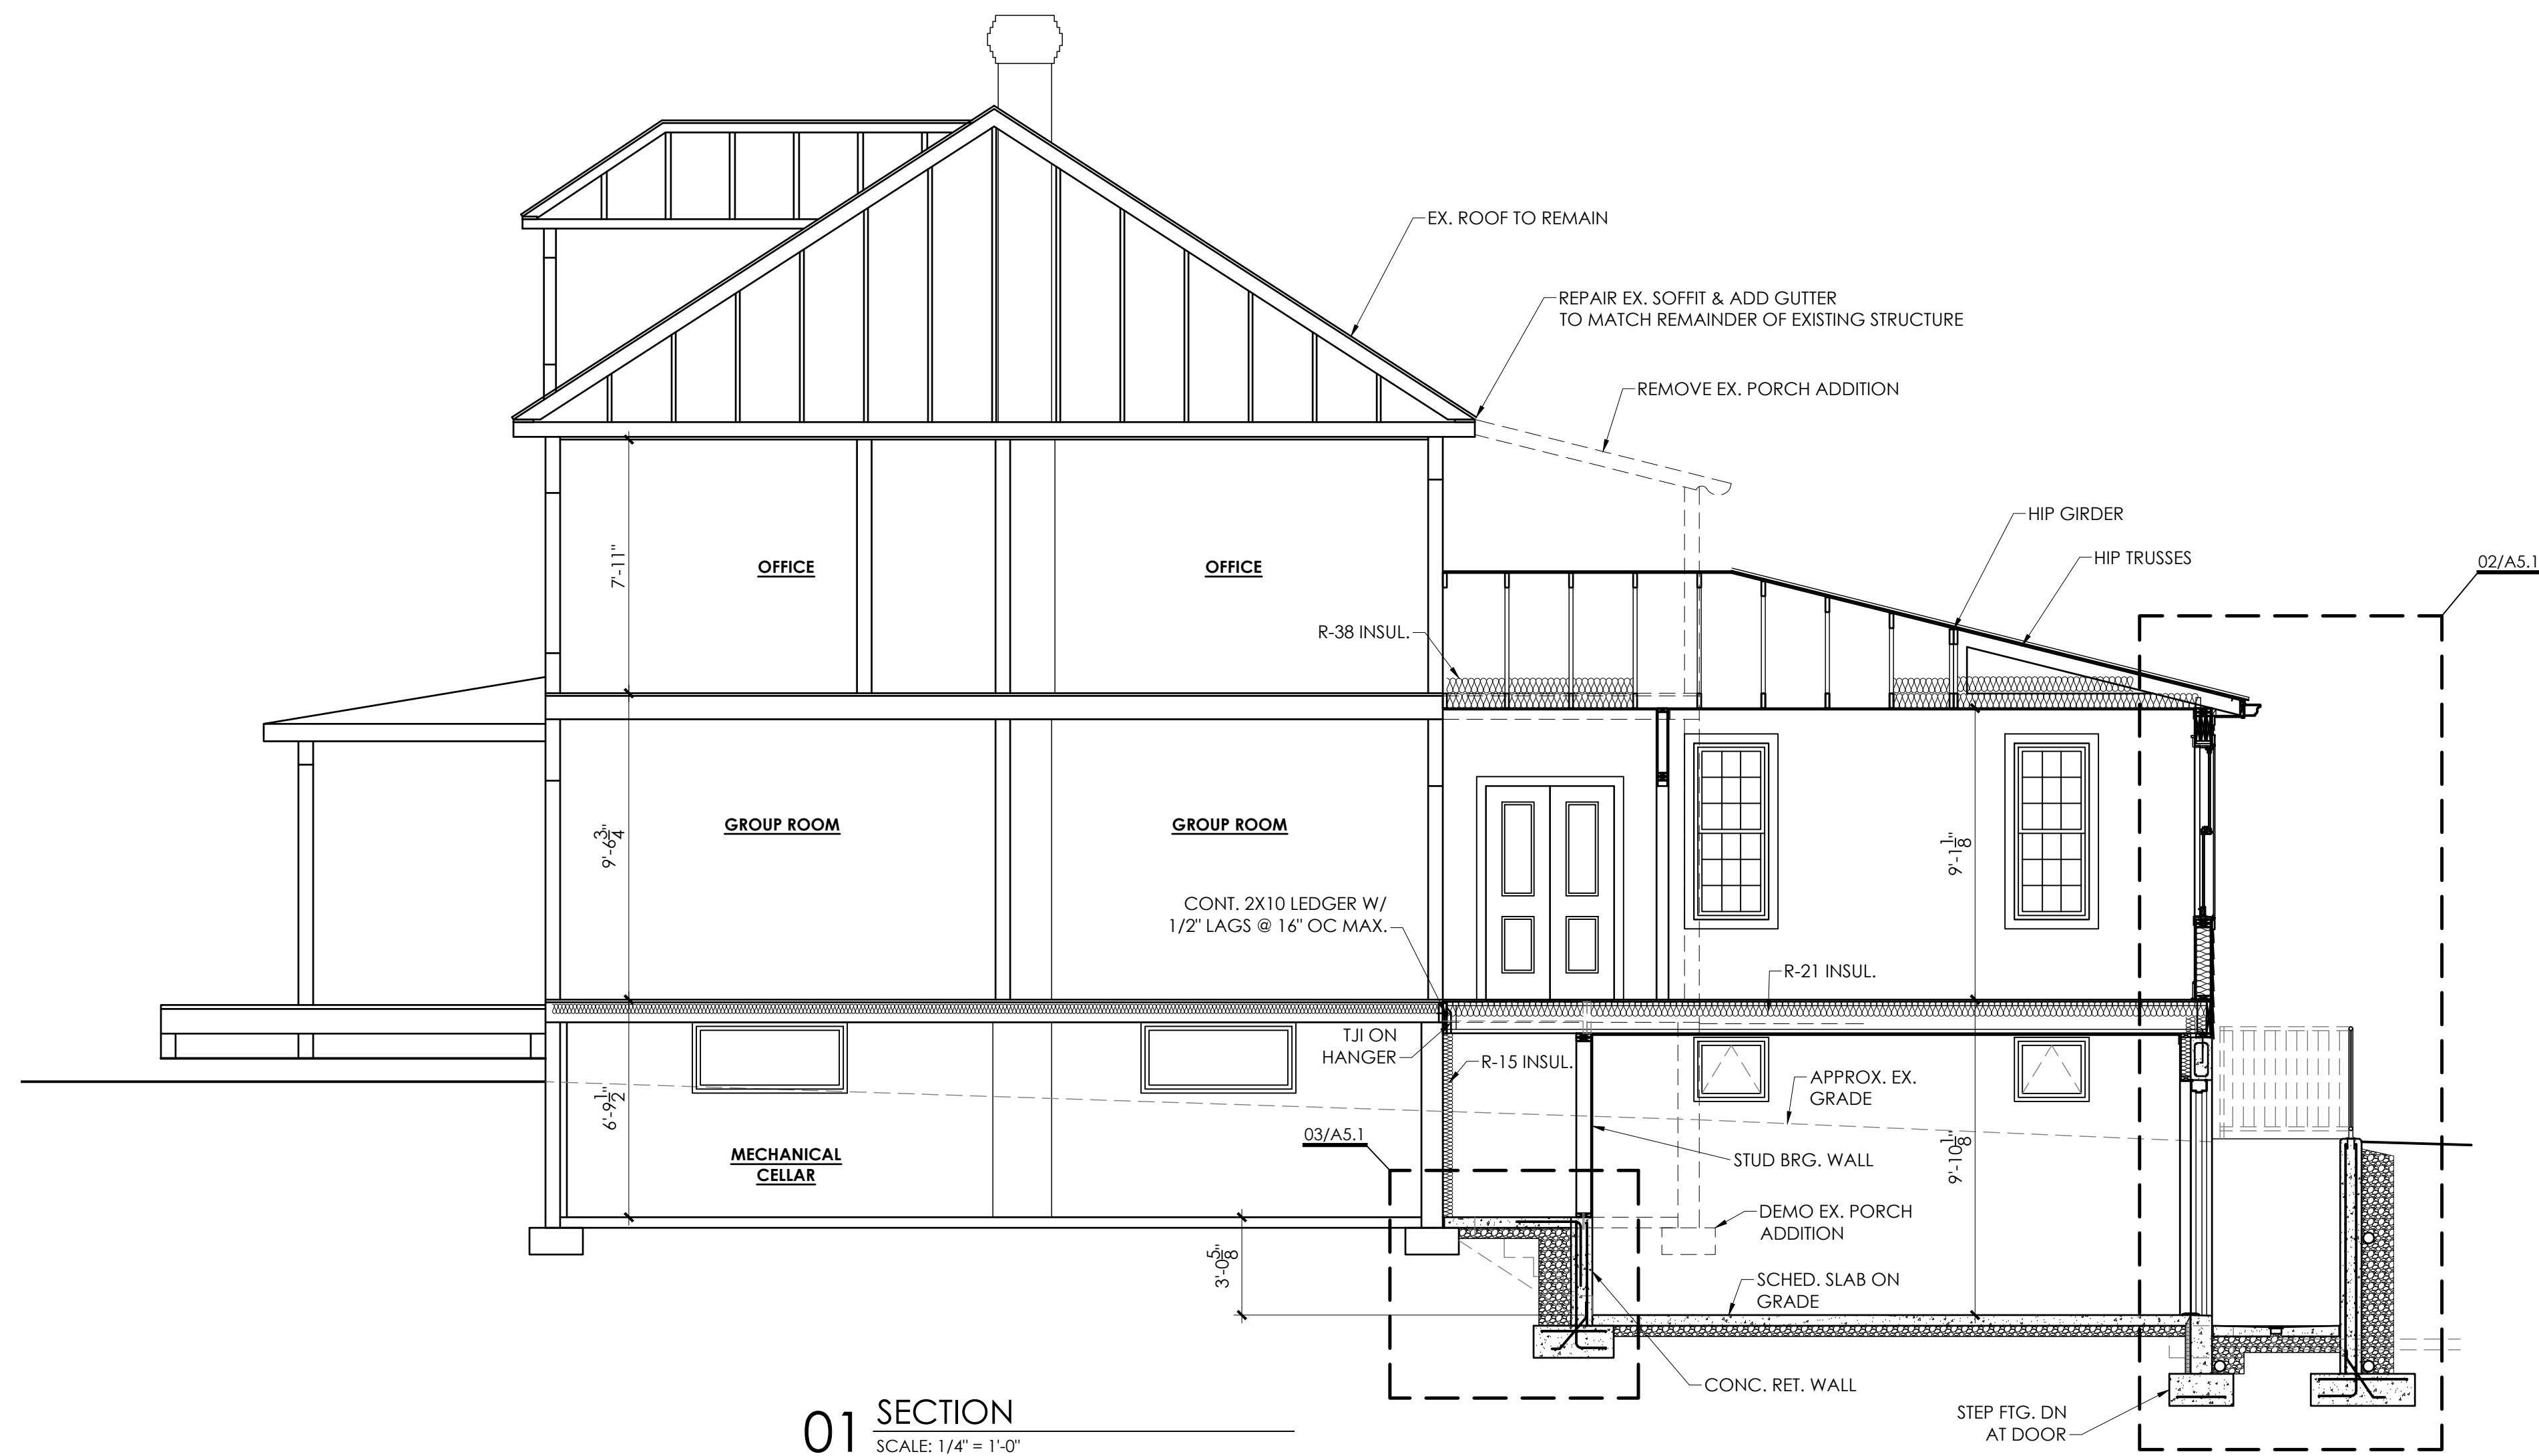 EX. ROOF TO REMAIN
REPAIR EX. SOFFIT & ADD GUTTER
TO MATCH REMAINDER OF EXISTING STRUCTURE
REMOVE EX. PORCH ADDITION
HIP GIRDER
HIP TRUSSES
02/A5.1
7'-11"
OFFICE
OFFICE
R-38 INSUL.
9'-6 3/4"
GROUP ROOM
GROUP ROOM
9'-1 1/8"
CONT. 2X10 LEDGER W/
1/2" LAGS @ 16" OC MAX.
R-21 INSUL.
TJI ON
HANGER
R-15 INSUL.
APPROX. EX.
GRADE
6'-9 1/2"
03/A5.1
MECHANICAL
CELLAR
STUD BRG. WALL
9'-10 1/8"
DEMO EX. PORCH
ADDITION
3'-0 5/8"
SCHED. SLAB ON
GRADE
CONC. RET. WALL
STEP FTG. DN
AT DOOR
01 SECTION
SCALE: 1/4" = 1'-0"